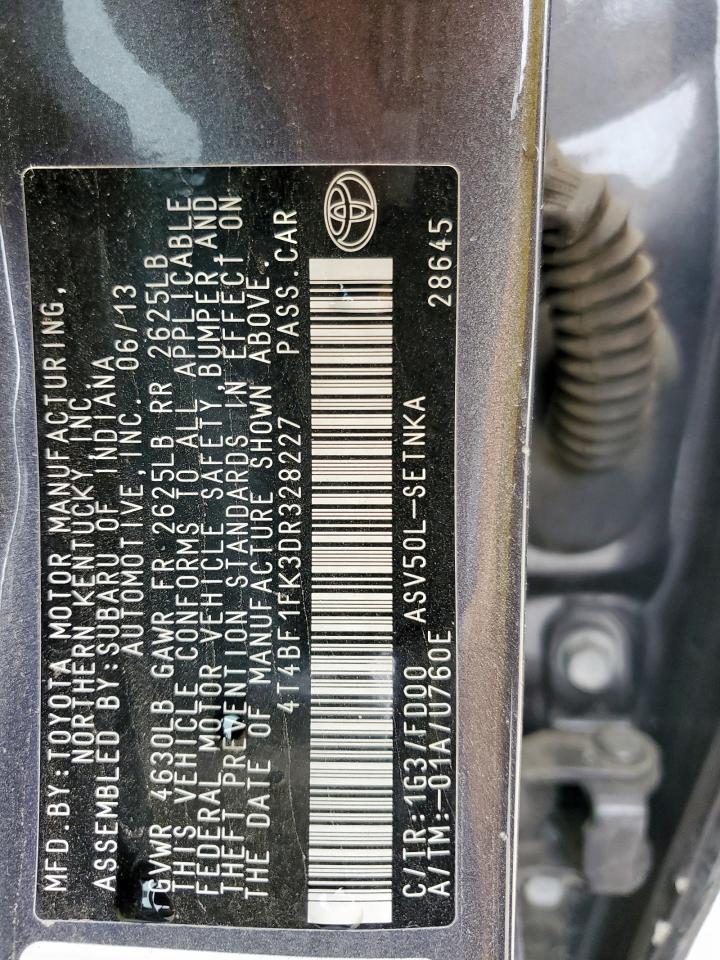 MFD.BY:TOYOTA MOTOR MANUFACTURING,
NORTHERN KENTUCKY INC.
ASSEMBLED BY:SUBARU OF INDIANA
AUTOMOTIVE,INC. 06/13
GVWR 4630LB GAWR FR 2625LB RR 2625LB
THIS VEHICLE CONFORMS TO ALL APPLICABLE
FEDERAL MOTOR VEHICLE SAFETY,BUMPER,AND
THEFT PREVENTION STANDARDS IN EFFECT ON
THE DATE OF MANUFACTURE SHOWN ABOVE.
4T4BF1FK3DR328227 PASS.CAR
C/TR:1G3/FD00 ASV50L-SETNKA
A/TM:-01A/U760E 28645